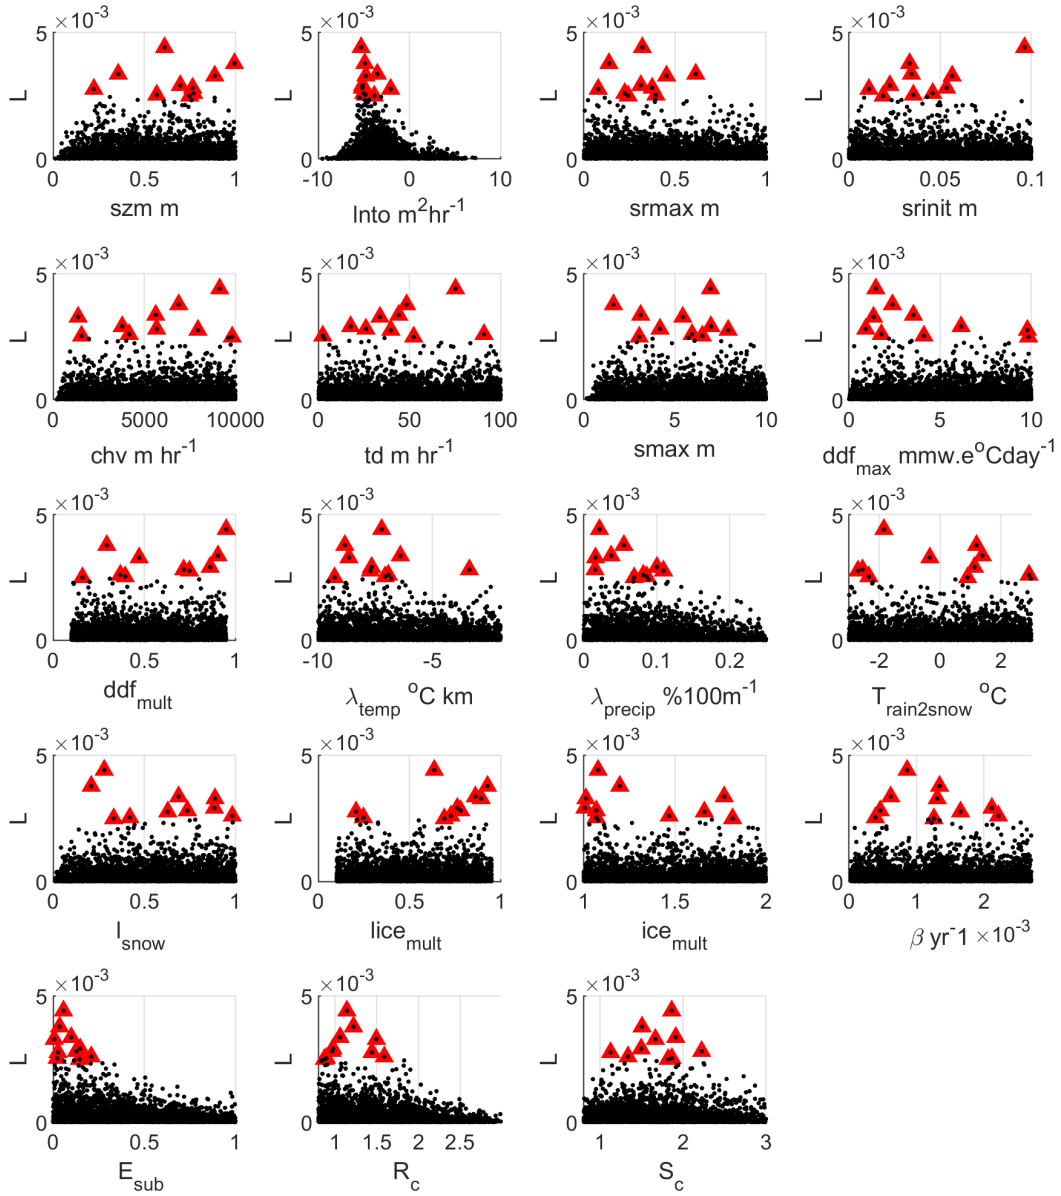 ×10⁻³ ×10⁻³ ×10⁻³ ×10⁻³
5 5 5 5
L L L L
0 0 0 0
0 0.5 1 -10 0 10 0 0.5 1 0 0.05 0.1
szm m lnto m²hr⁻¹ srmax m srinit m
×10⁻³ ×10⁻³ ×10⁻³ ×10⁻³
5 5 5 5
L L L L
0 0 0 0
0 5000 10000 0 50 100 0 5 10 0 5 10
chv m hr⁻¹ td m hr⁻¹ smax m ddf_max mmw.e°Cday⁻¹
×10⁻³ ×10⁻³ ×10⁻³ ×10⁻³
5 5 5 5
L L L L
0 0 0 0
0 0.5 1 -10 -5 0 0.1 0.2 -2 0 2
ddf_mult λ_temp °C km λ_precip %100m⁻¹ T_rain2snow °C
×10⁻³ ×10⁻³ ×10⁻³ ×10⁻³
5 5 5 5
L L L L
0 0 0 0
0 0.5 1 0 0.5 1 1 1.5 2 0 1 2
l_snow lice_mult ice_mult β yr⁻1 ×10⁻³
×10⁻³ ×10⁻³ ×10⁻³
5 5 5
L L L
0 0 0
0 0.5 1 1 1.5 2 2.5 1 2 3
E_sub R_c S_c